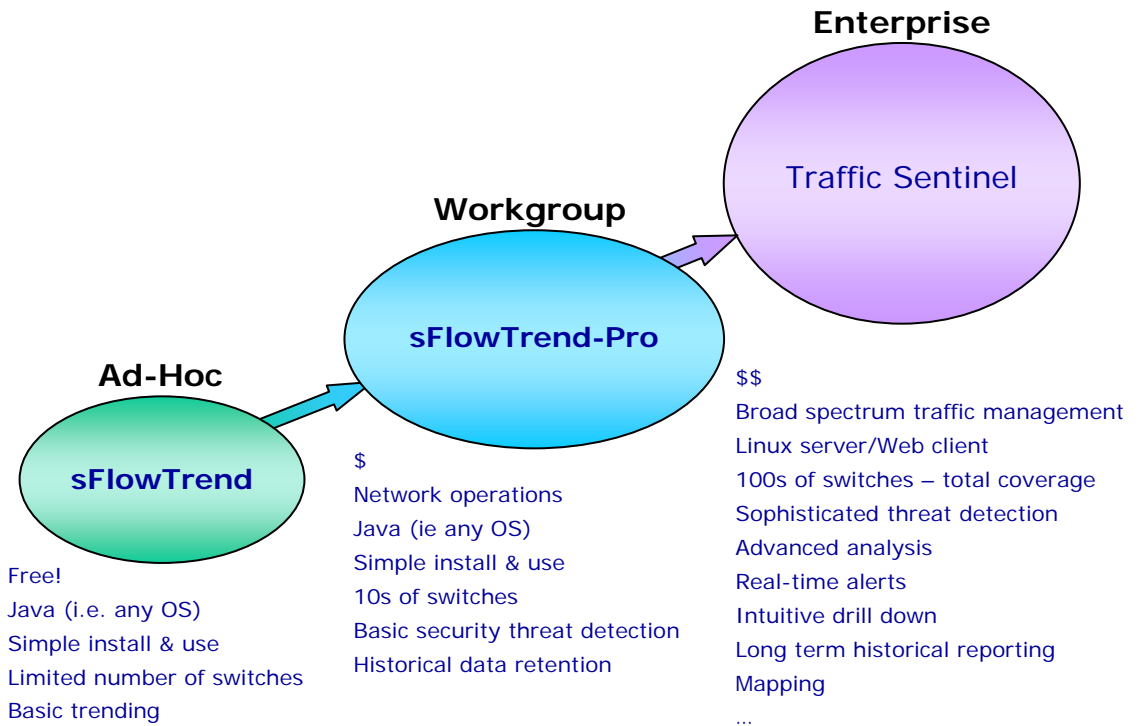 Enterprise
Traffic Sentinel
$$
Broad spectrum traffic management
Linux server/Web client
100s of switches – total coverage
Sophisticated threat detection
Advanced analysis
Real-time alerts
Intuitive drill down
Long term historical reporting
Mapping
...
Workgroup
sFlowTrend-Pro
$
Network operations
Java (ie any OS)
Simple install & use
10s of switches
Basic security threat detection
Historical data retention
Ad-Hoc
sFlowTrend
Free!
Java (i.e. any OS)
Simple install & use
Limited number of switches
Basic trending